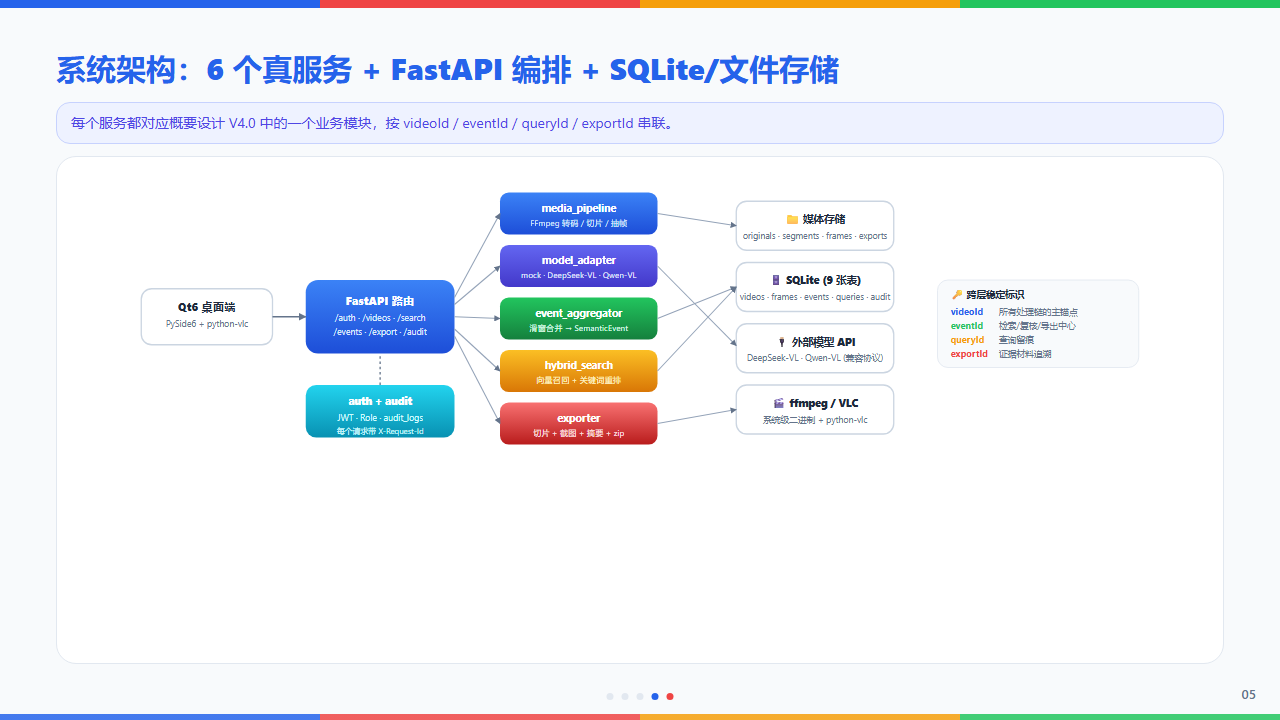 系统架构：6 个真服务 + FastAPI 编排 + SQLite/文件存储
每个服务都对应概要设计 V4.0 中的一个业务模块，按 videoId / eventId / queryId / exportId 串联。
Qt6 桌面端
PySide6 + python-vlc
FastAPI 路由
/auth · /videos · /search
/events · /export · /audit
auth + audit
JWT · Role · audit_logs
每个请求带 X-Request-Id
media_pipeline
FFmpeg 转码 / 切片 / 抽帧
model_adapter
mock · DeepSeek-VL · Qwen-VL
event_aggregator
滑窗合并 → SemanticEvent
hybrid_search
向量召回 + 关键词重排
exporter
切片 + 截图 + 摘要 + zip
媒体存储
originals · segments · frames · exports
SQLite (9 张表)
videos · frames · events · queries · audit
外部模型 API
DeepSeek-VL · Qwen-VL (兼容协议)
ffmpeg / VLC
系统级二进制 + python-vlc
跨层稳定标识
videoId 所有处理链的主锚点
eventId 检索/复核/导出中心
queryId 查询留痕
exportId 证据材料追溯
05